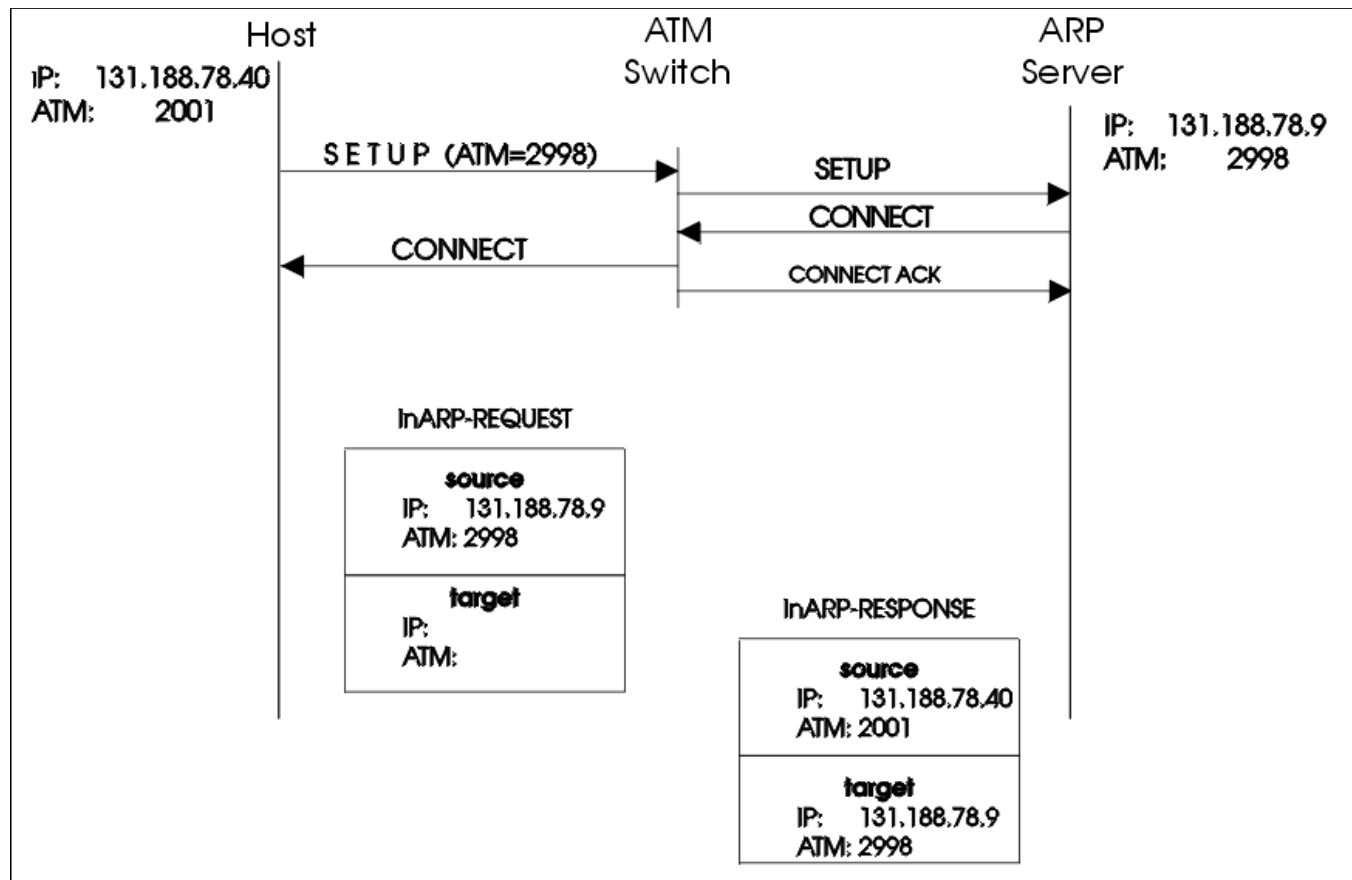 Host
ATM
Switch
ARP
Server
IP: 131.188.78.40
ATM: 2001
IP: 131.188.78.9
ATM: 2998
SETUP (ATM=2998)
SETUP
CONNECT
CONNECT
CONNECT ACK
InARP-REQUEST
source
IP: 131.188.78.9
ATM: 2998
target
IP:
ATM:
InARP-RESPONSE
source
IP: 131.188.78.40
ATM: 2001
target
IP: 131.188.78.9
ATM: 2998